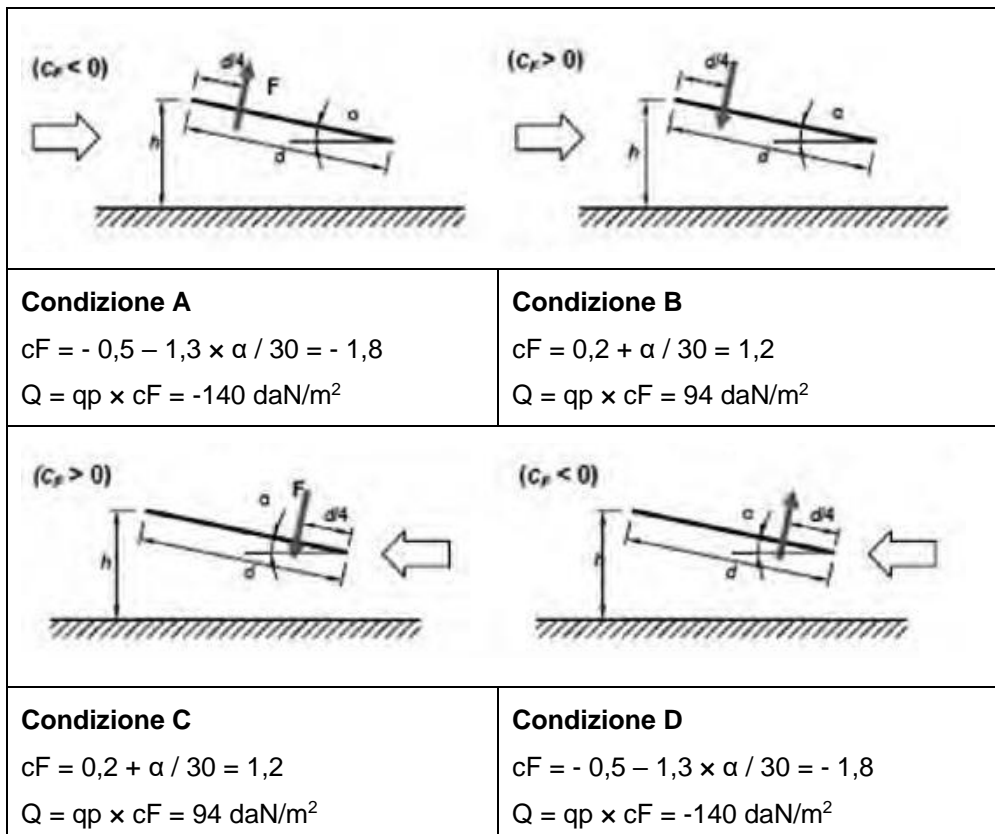 (cF < 0)
d/4
F
α
h
d
(cF > 0)
d/4
α
h
d
Condizione A
cF = - 0,5 – 1,3 × α / 30 = - 1,8
Q = qp × cF = -140 daN/m²
Condizione B
cF = 0,2 + α / 30 = 1,2
Q = qp × cF = 94 daN/m²
(cF > 0)
α
F
d/4
h
d
(cF < 0)
α
d/4
h
d
Condizione C
cF = 0,2 + α / 30 = 1,2
Q = qp × cF = 94 daN/m²
Condizione D
cF = - 0,5 – 1,3 × α / 30 = - 1,8
Q = qp × cF = -140 daN/m²